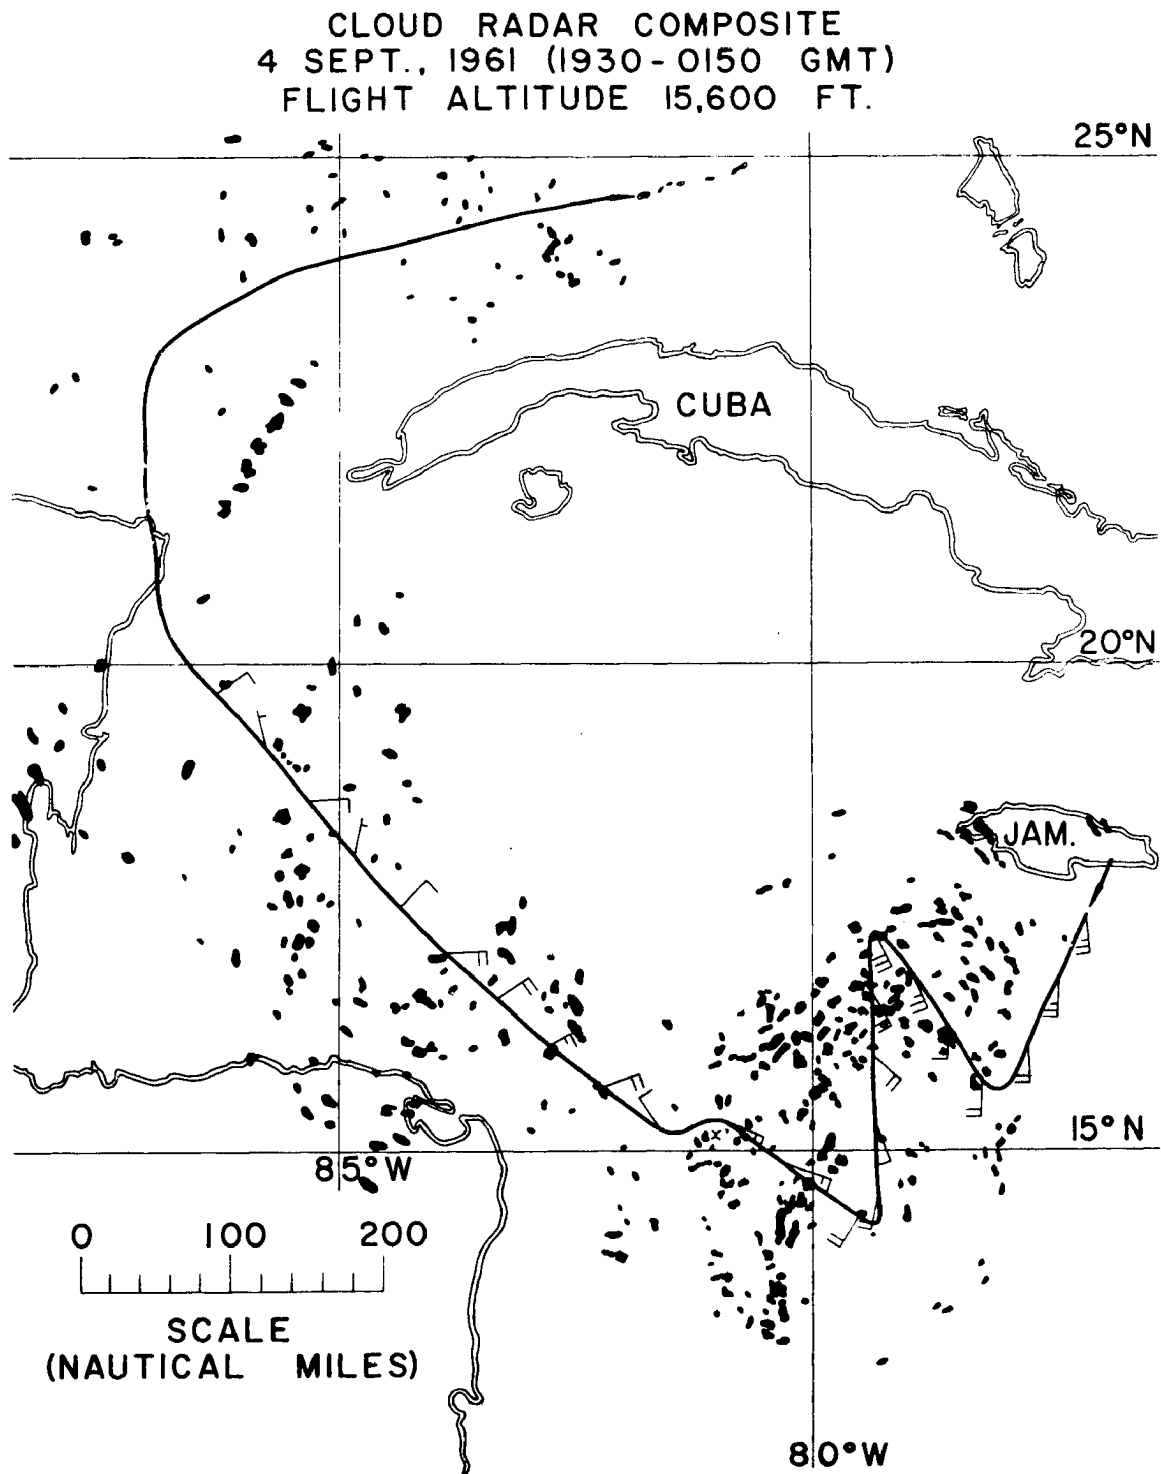 CLOUD RADAR COMPOSITE
4 SEPT., 1961 (1930-0150 GMT)
FLIGHT ALTITUDE 15,600 FT.
25°N
CUBA
20°N
JAM.
15°N
85°W
0 100 200
SCALE
(NAUTICAL MILES)
80°W